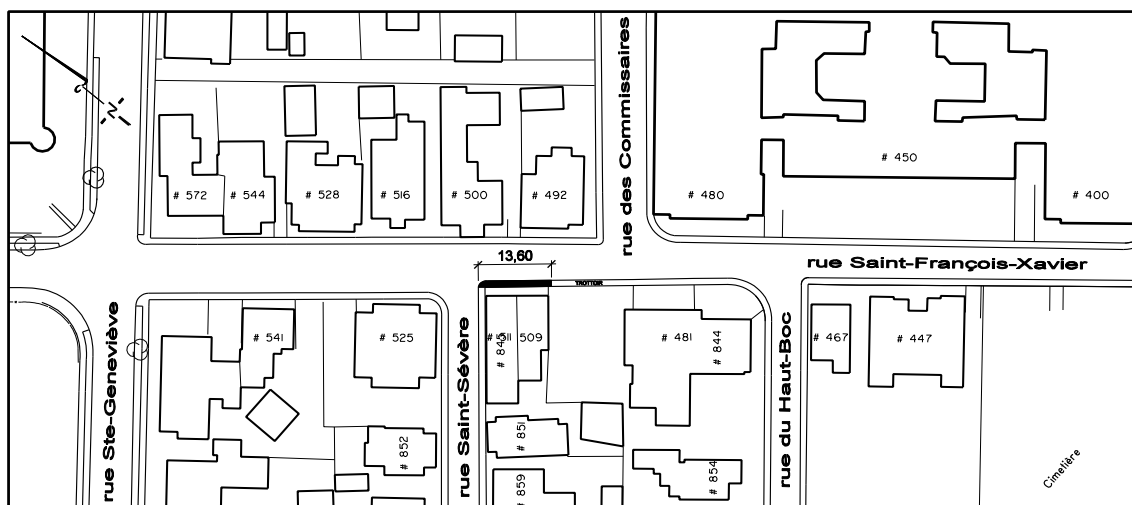 N
rue des Commissaires
# 450
# 572
# 544
# 528
# 516
# 500
# 492
# 480
# 400
13,60
rue Saint-François-Xavier
TROTTOIR
rue Ste-Geneviève
# 541
# 525
rue Saint-Sévère
# 511
509
# 481
# 844
rue du Haut-Boc
# 467
# 447
# 852
# 851
# 854
# 859
Cimetière